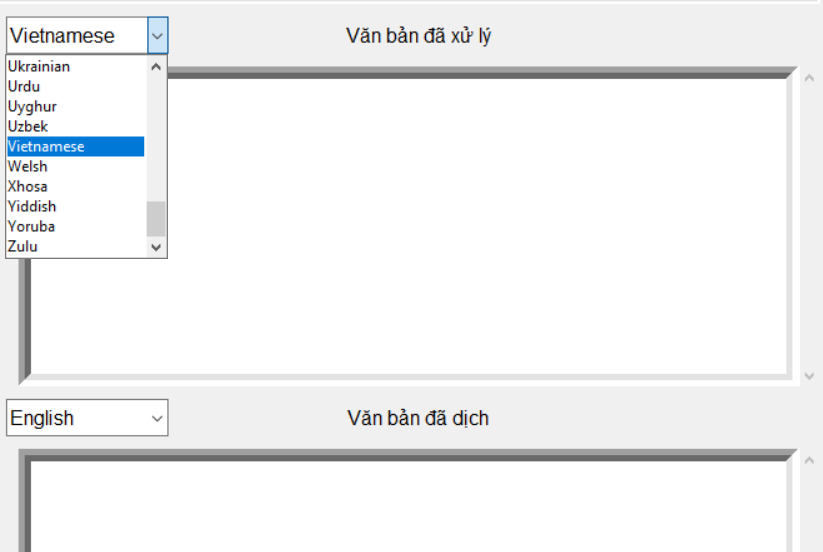 Vietnamese
Văn bản đã xử lý
Ukrainian
Urdu
Uyghur
Uzbek
Vietnamese
Welsh
Xhosa
Yiddish
Yoruba
Zulu
English
Văn bản đã dịch